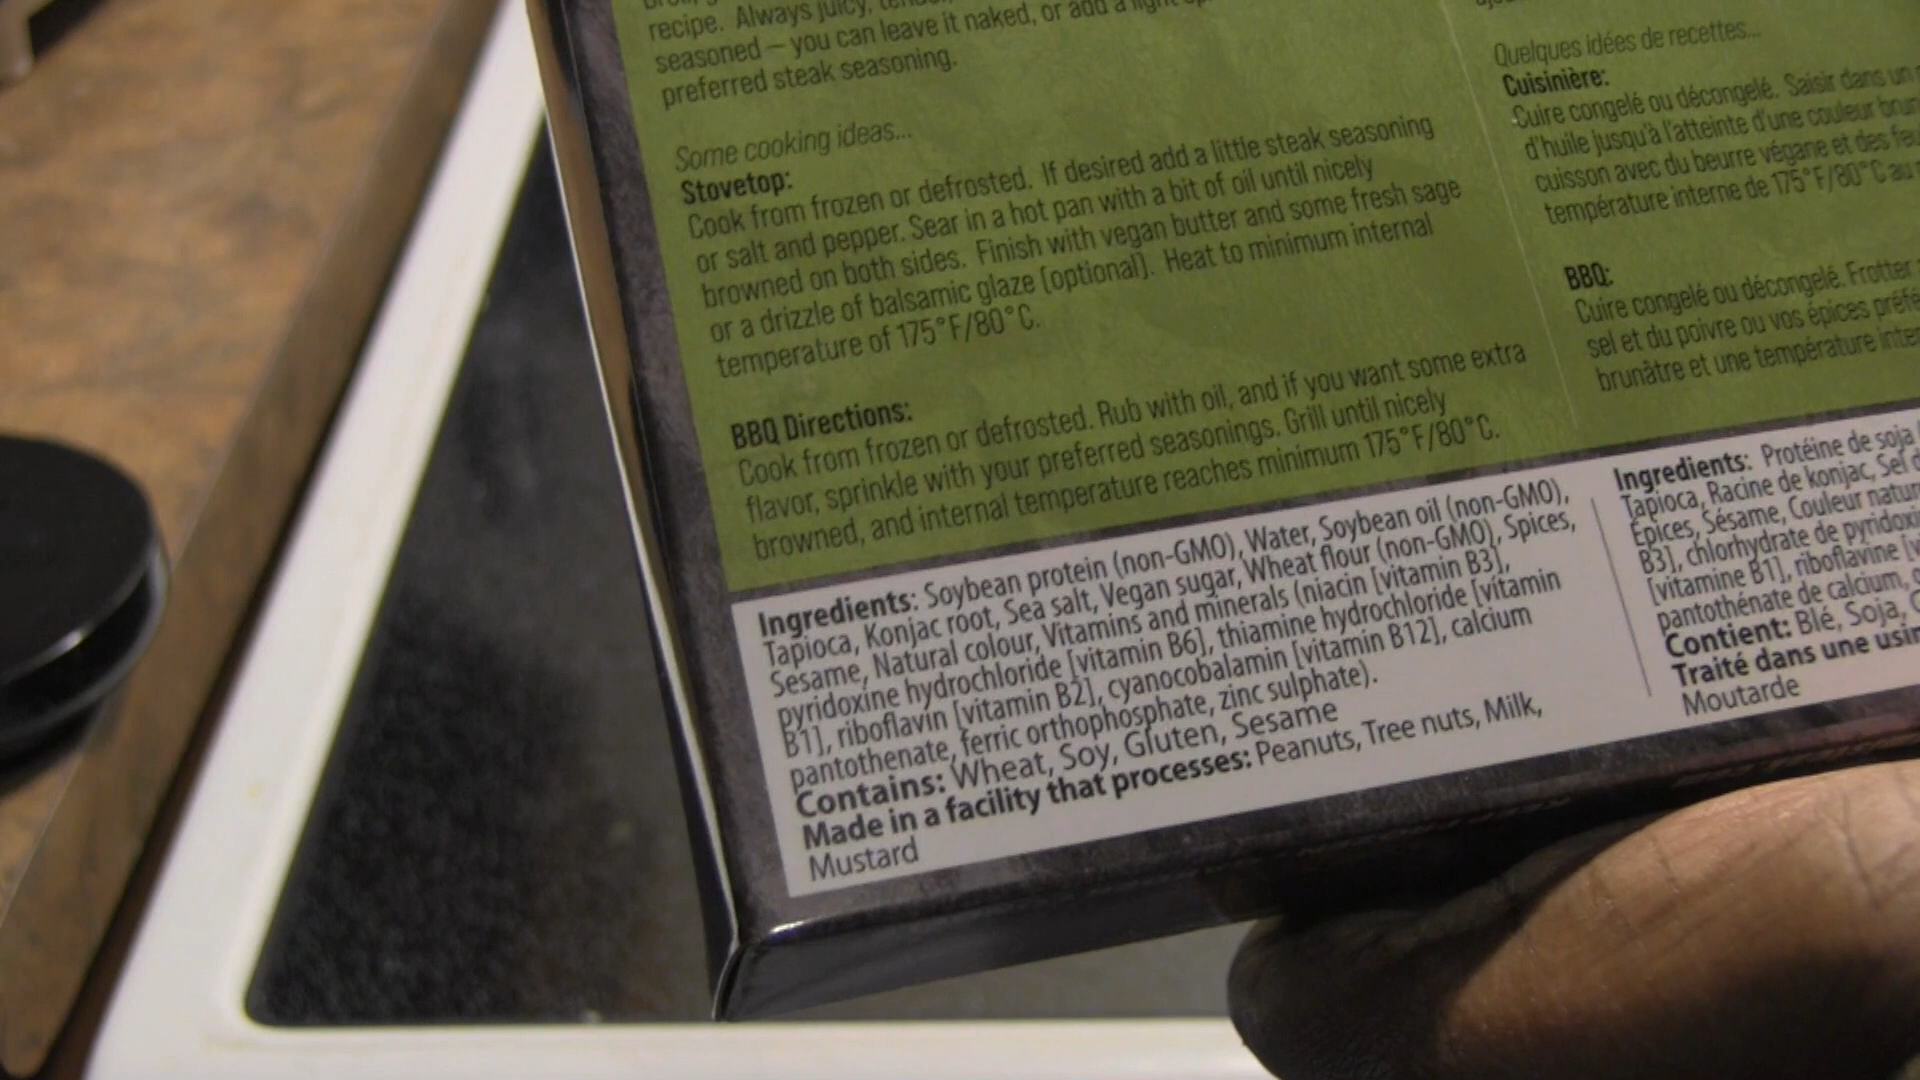 recipe. Always juicy,
seasoned – you can leave it naked, or add a light
preferred steak seasoning.
Some cooking ideas...
Stovetop:
Cook from frozen or defrosted. If desired add a little steak seasoning
or salt and pepper. Sear in a hot pan with a bit of oil until nicely
browned on both sides. Finish with vegan butter and some fresh sage
or a drizzle of balsamic glaze (optional). Heat to minimum internal
temperature of 175°F/80°C.
BBQ Directions:
Cook from frozen or defrosted. Rub with oil, and if you want some extra
flavor, sprinkle with your preferred seasonings. Grill until nicely
browned, and internal temperature reaches minimum 175°F/80°C.
Ingredients: Soybean protein (non-GMO), Water, Soybean oil (non-GMO),
Tapioca, Konjac root, Sea salt, Vegan sugar, Wheat flour (non-GMO), Spices,
Sesame, Natural colour, Vitamins and minerals (niacin [vitamin B3],
pyridoxine hydrochloride [vitamin B6], thiamine hydrochloride [vitamin
B1], riboflavin [vitamin B2], cyanocobalamin [vitamin B12], calcium
pantothenate, ferric orthophosphate, zinc sulphate).
Contains: Wheat, Soy, Gluten, Sesame
Made in a facility that processes: Peanuts, Tree nuts, Milk,
Mustard
Quelques idées de recettes...
Cuisinière:
Cuire congelé ou décongelé. Saisir dans un
d'huile jusqu'à l'atteinte d'une couleur
cuisson avec du beurre végane et des
température interne de 175°F/80°C au
BBQ:
Cuire congelé ou décongelé. Frotter
sel et du poivre ou vos épices
brunâtre et une température
Ingredients: Protéine de soja
Tapioca, Racine de konjac, Sel
Épices, Sésame, Couleur
B3], chlorhydrate de
[vitamine B1], riboflavine
pantothénate de calcium,
Contient: Blé, Soja,
Traité dans une
Moutarde